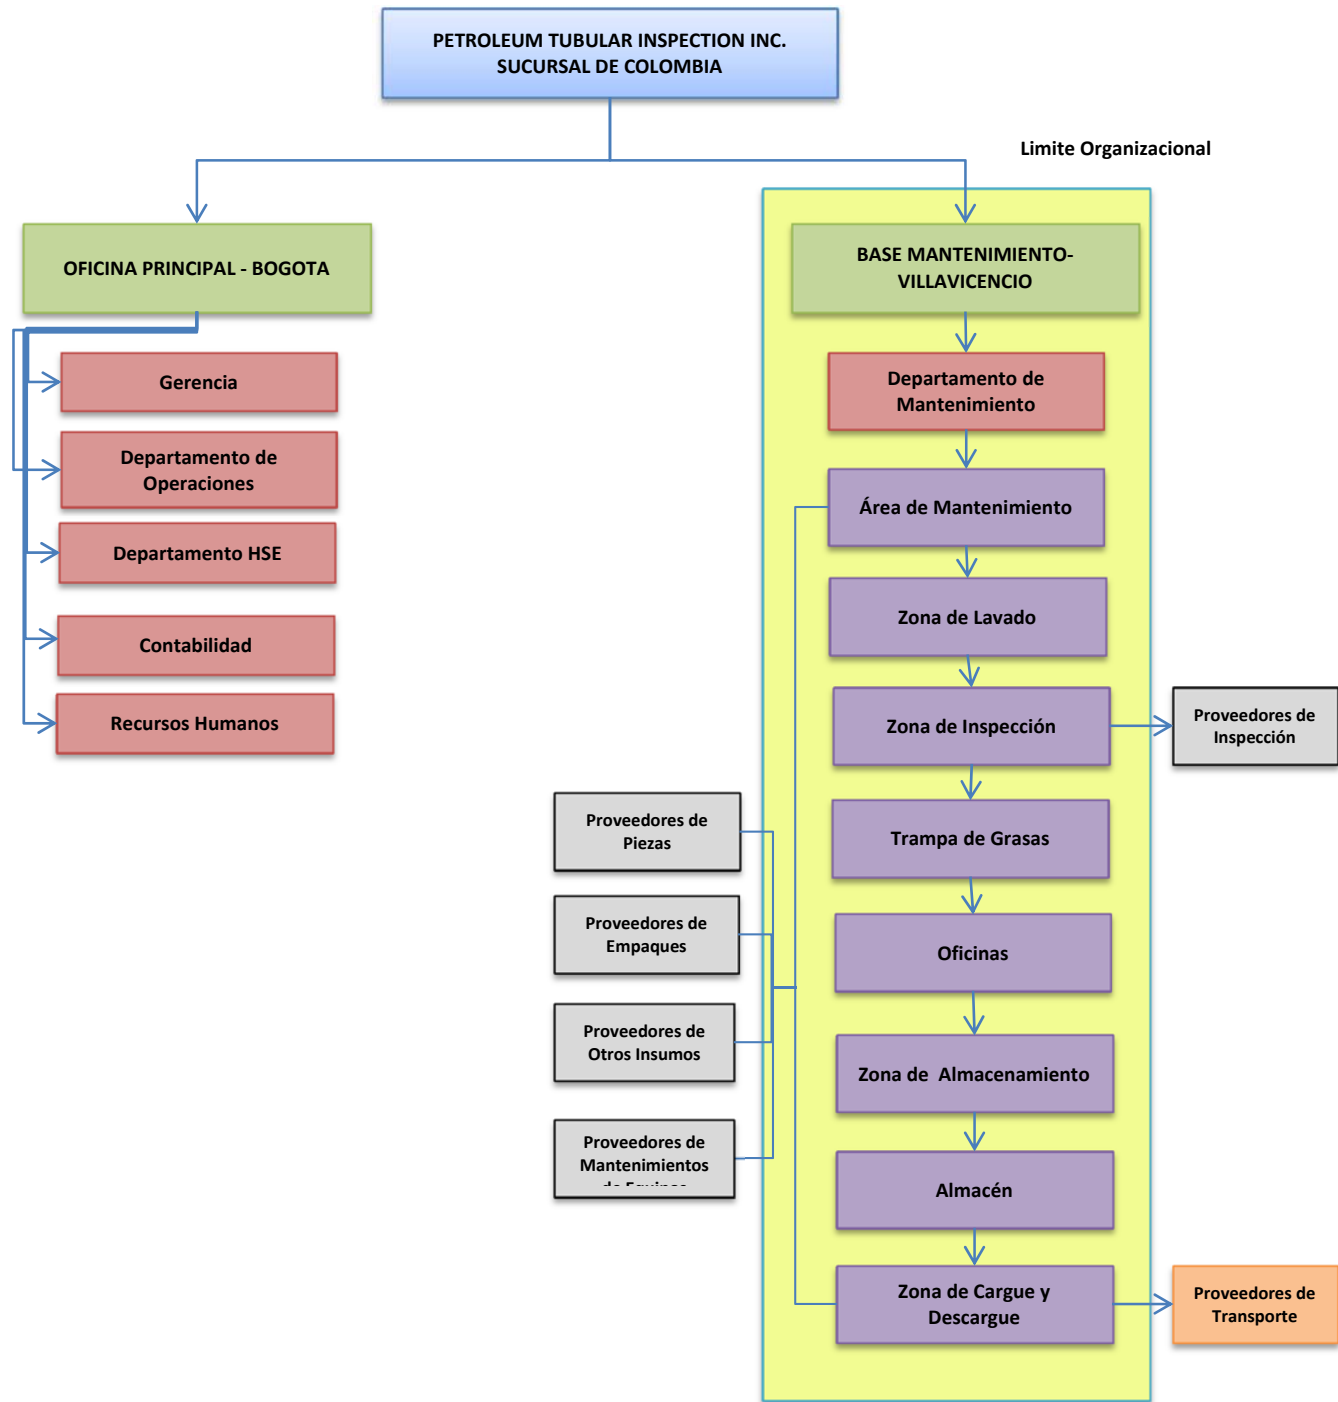 PETROLEUM TUBULAR INSPECTION INC.
SUCURSAL DE COLOMBIA
Limite Organizacional
OFICINA PRINCIPAL - BOGOTA
Gerencia
Departamento de
Operaciones
Departamento HSE
Contabilidad
Recursos Humanos
BASE MANTENIMIENTO-
VILLAVICENCIO
Departamento de
Mantenimiento
Área de Mantenimiento
Zona de Lavado
Zona de Inspección
Proveedores de
Inspección
Trampa de Grasas
Oficinas
Zona de Almacenamiento
Almacén
Zona de Cargue y
Descargue
Proveedores de
Transporte
Proveedores de
Piezas
Proveedores de
Empaques
Proveedores de
Otros Insumos
Proveedores de
Mantenimientos
de Equipos